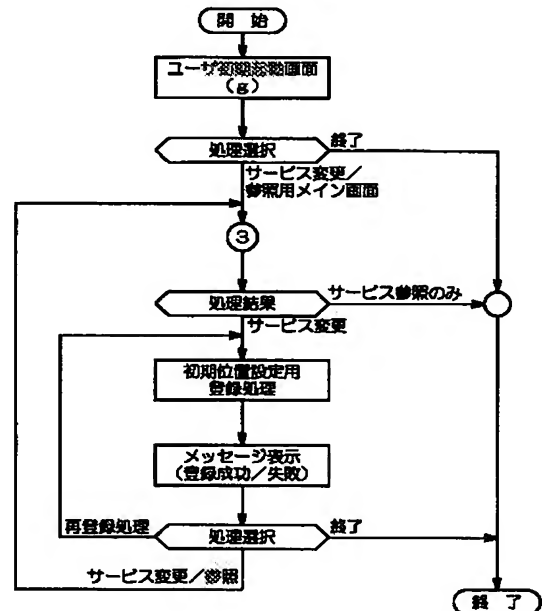 開 始
ユーザ初期起動画面
(g)
処理選択
終了
サービス変更/
参照用メイン画面
3
処理結果
サービス参照のみ
サービス変更
初期位置設定用
登録処理
メッセージ表示
(登録成功/失敗)
再登録処理
処理選択
終了
サービス変更/参照
終 了